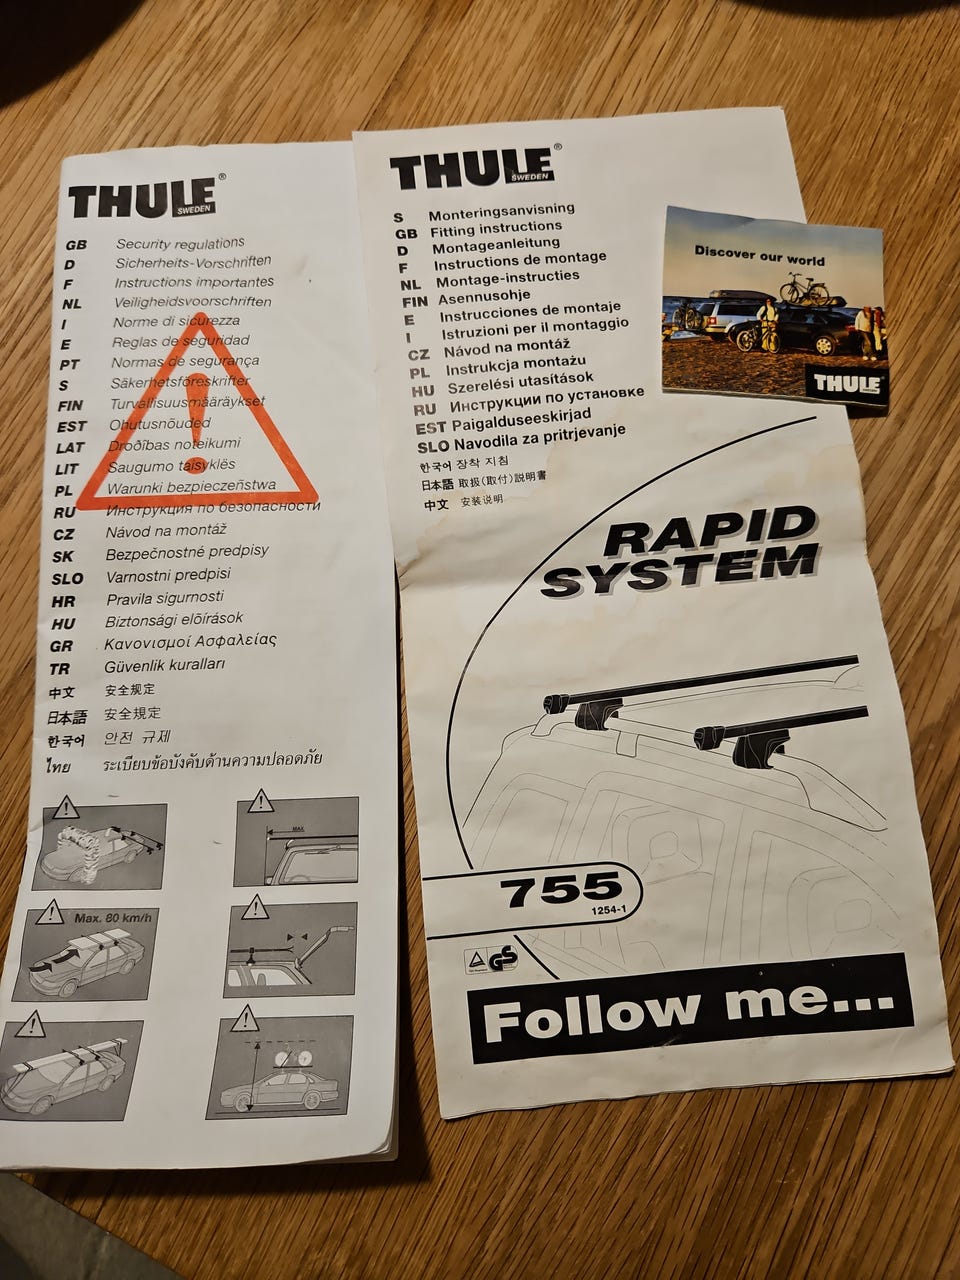 THULE®
SWEDEN
GB Security regulations
D Sicherheits-Vorschriften
F Instructions importantes
NL Veiligheidsvoorschriften
I Norme di sicurezza
E Reglas de seguridad
PT Normas de segurança
S Säkerhetsföreskrifter
FIN Turvallisuusmääräykset
EST Ohutusnõuded
LAT Drošības noteikumi
LIT Saugumo taisyklės
PL Warunki bezpieczeństwa
RU Инструкция по безопасности
CZ Návod na montáž
SK Bezpečnostné predpisy
SLO Varnostni predpisi
HR Pravila sigurnosti
HU Biztonsági előírások
GR Κανονισμοί Ασφαλείας
TR Güvenlik kuralları
中文 安全规定
日本語 安全規定
한국어 안전 규제
ไทย ระเบียบข้อบังคับด้านความปลอดภัย
MAX.
Max. 80 km/h
THULE®
SWEDEN
S Monteringsanvisning
GB Fitting instructions
D Montageanleitung
F Instructions de montage
NL Montage-instructies
FIN Asennusohje
E Instrucciones de montaje
I Istruzioni per il montaggio
CZ Návod na montáž
PL Instrukcja montażu
HU Szerelési utasítások
RU Инструкции по установке
EST Paigalduseeskirjad
SLO Navodila za pritrjevanje
한국어 장착 지침
日本語 取扱(取付)説明書
中文 安装说明
RAPID
SYSTEM
755
1254-1
GS
Follow me...
Discover our world
THULE